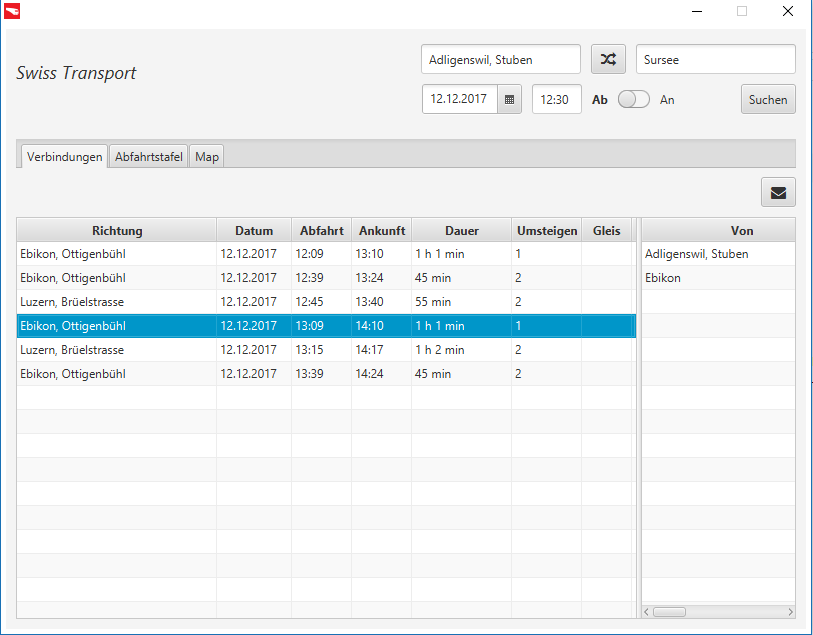 Adligenswil, Stuben Sursee
Swiss Transport
12.12.2017 12:30 Ab An Suchen
Verbindungen Abfahrtstafel Map
Richtung Datum Abfahrt Ankunft Dauer Umsteigen Gleis Von
Ebikon, Ottigenbühl 12.12.2017 12:09 13:10 1 h 1 min 1 Adligenswil, Stuben
Ebikon, Ottigenbühl 12.12.2017 12:39 13:24 45 min 2 Ebikon
Luzern, Brüelstrasse 12.12.2017 12:45 13:40 55 min 2
Ebikon, Ottigenbühl 12.12.2017 13:09 14:10 1 h 1 min 1
Luzern, Brüelstrasse 12.12.2017 13:15 14:17 1 h 2 min 2
Ebikon, Ottigenbühl 12.12.2017 13:39 14:24 45 min 2